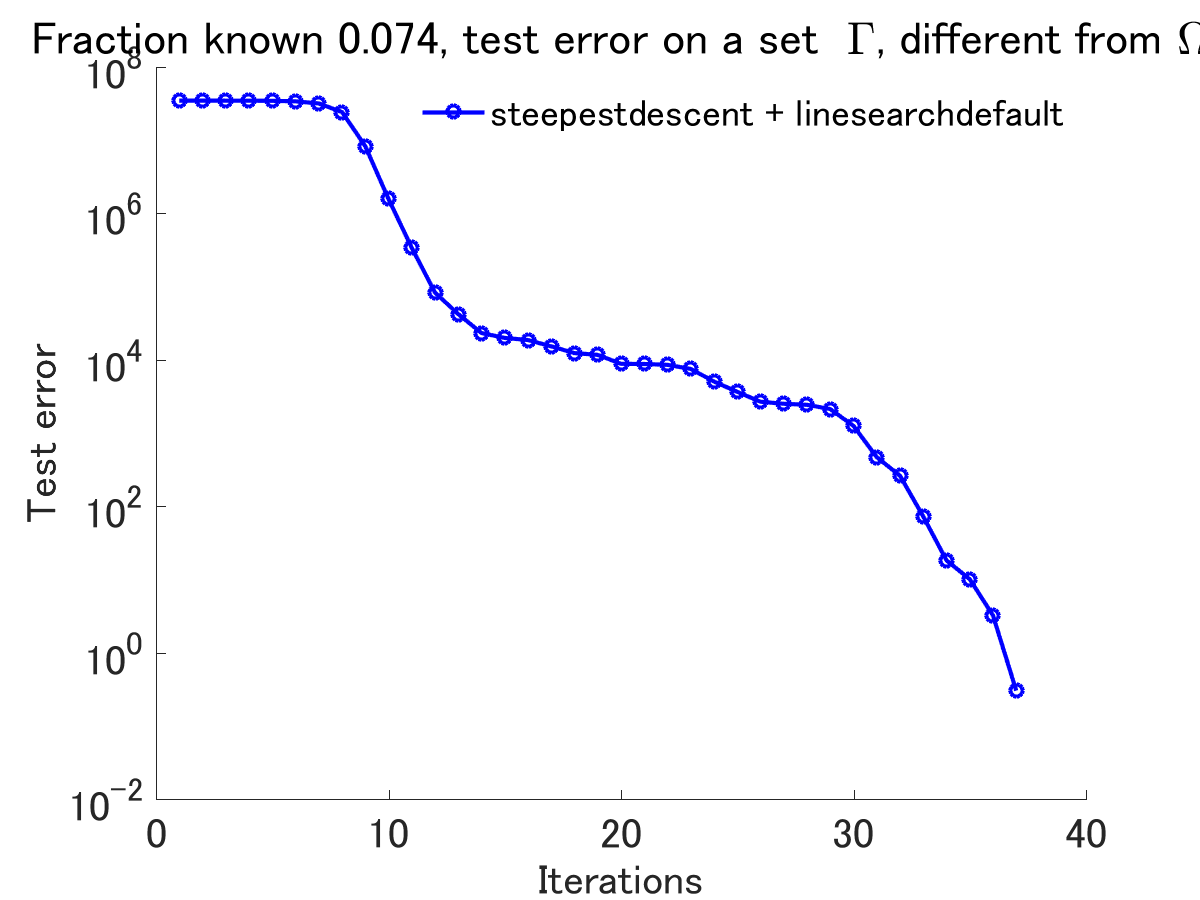 Fraction known 0.074, test error on a set Γ, different from Ω
10^8
steepestdescent + linesearchdefault
10^6
10^4
Test error
10^2
10^0
10^−2
0 10 20 30 40
Iterations